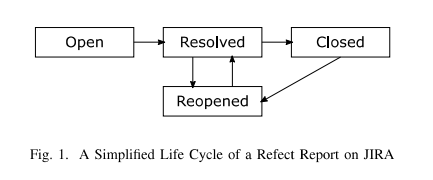 Open
Resolved
Closed
Reopened
Fig. 1. A Simplified Life Cycle of a Refect Report on JIRA